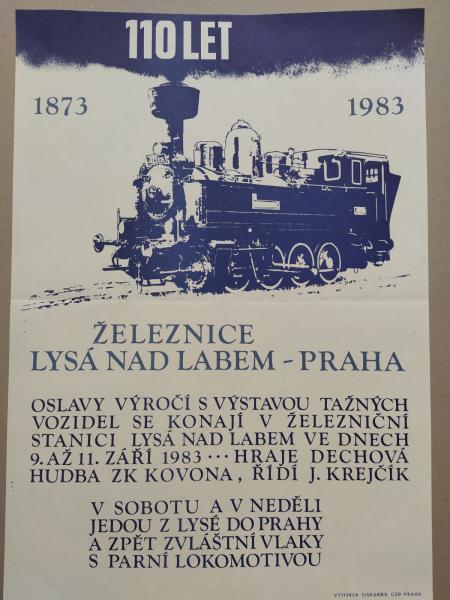 110 LET
1873 1983
ŽELEZNICE
LYSÁ NAD LABEM - PRAHA
OSLAVY VÝROČÍ S VÝSTAVOU TAŽNÝCH
VOZIDEL SE KONAJÍ V ŽELEZNIČNÍ
STANICI LYSÁ NAD LABEM VE DNECH
9. AŽ 11. ZÁŘÍ 1983 ··· HRAJE DECHOVÁ
HUDBA ZK KOVONA, ŘÍDÍ J. KREJČÍK
V SOBOTU A V NEDĚLI
JEDOU Z LYSÉ DO PRAHY
A ZPĚT ZVLÁŠTNÍ VLAKY
S PARNÍ LOKOMOTIVOU
VYTISKLA TISKÁRNA ČSD PRAHA